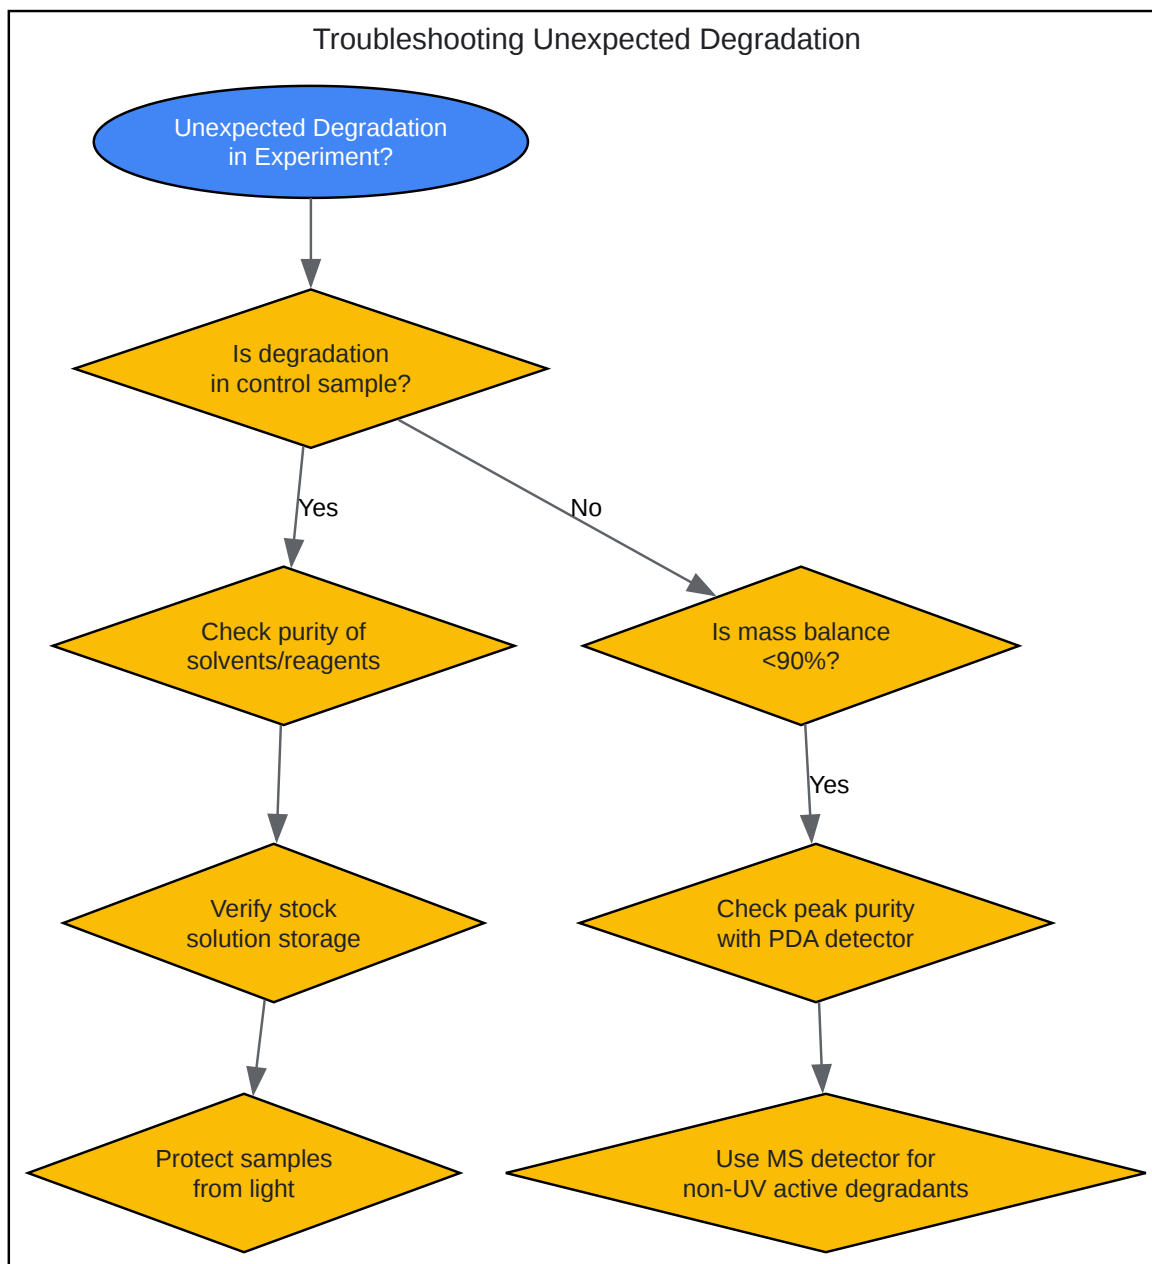 Troubleshooting Unexpected Degradation
Unexpected Degradation
in Experiment?
Is degradation
in control sample?
Yes
No
Check purity of
solvents/reagents
Is mass balance
<90%?
Yes
Verify stock
solution storage
Check peak purity
with PDA detector
Protect samples
from light
Use MS detector for
non-UV active degradants